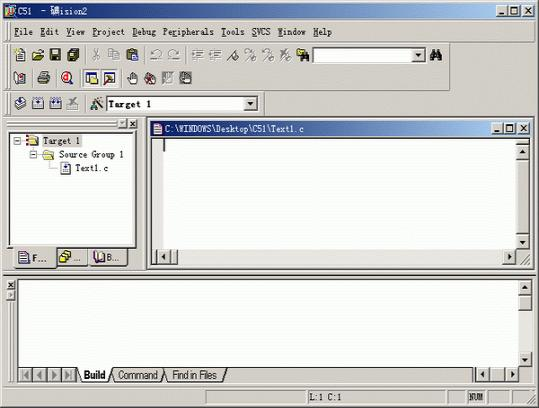 C51 - 礦ision2
File Edit View Project Debug Peripherals Tools SVCS Window Help
Target 1
C:\WINDOWS\Desktop\C51\Text1.c
Target 1
Source Group 1
Text1.c
F... ... B...
Build Command Find in Files
L:1 C:1 NUM